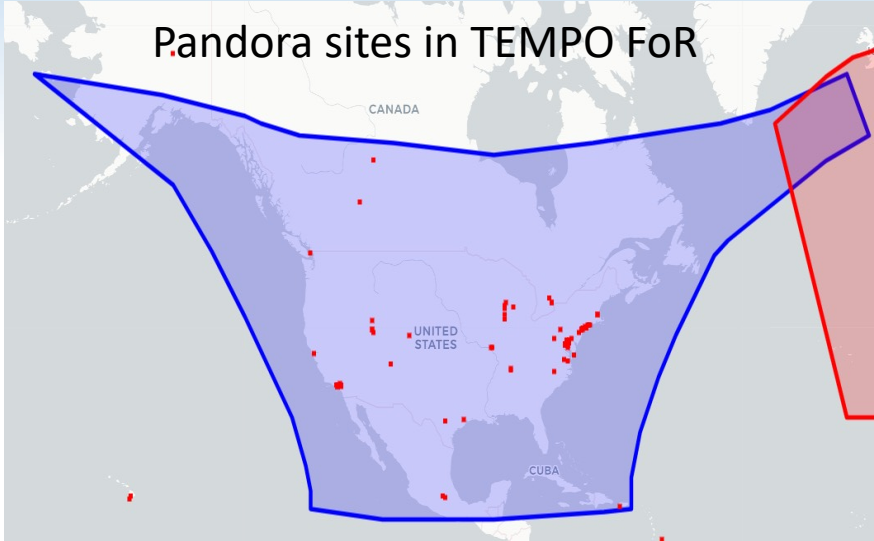 Pandora sites in TEMPO FoR
CANADA
UNITED
STATES
CUBA